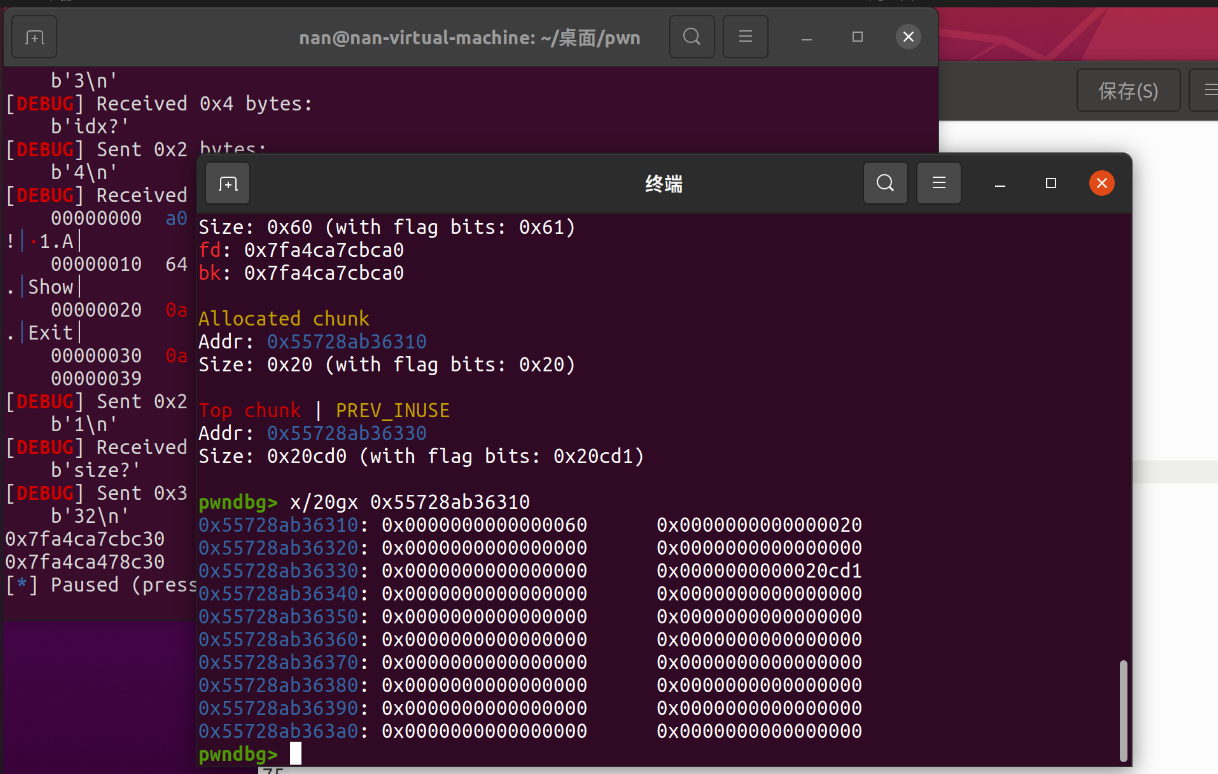 nan@nan-virtual-machine: ~/桌面/pwn
保存(S)
b'3\n'
[DEBUG] Received 0x4 bytes:
b'idx?'
[DEBUG] Sent 0x2 bytes:
b'4\n'
[DEBUG] Received
00000000 a0
!│·1.A│
00000010 64
.│Show│
00000020 0a
.│Exit│
00000030 0a
00000039
[DEBUG] Sent 0x2
b'1\n'
[DEBUG] Received
b'size?'
[DEBUG] Sent 0x3
b'32\n'
0x7fa4ca7cbc30
0x7fa4ca478c30
[*] Paused (press
终端
Size: 0x60 (with flag bits: 0x61)
fd: 0x7fa4ca7cbca0
bk: 0x7fa4ca7cbca0
Allocated chunk
Addr: 0x55728ab36310
Size: 0x20 (with flag bits: 0x20)
Top chunk | PREV_INUSE
Addr: 0x55728ab36330
Size: 0x20cd0 (with flag bits: 0x20cd1)
pwndbg> x/20gx 0x55728ab36310
0x55728ab36310: 0x0000000000000060 0x0000000000000020
0x55728ab36320: 0x0000000000000000 0x0000000000000000
0x55728ab36330: 0x0000000000000000 0x0000000000020cd1
0x55728ab36340: 0x0000000000000000 0x0000000000000000
0x55728ab36350: 0x0000000000000000 0x0000000000000000
0x55728ab36360: 0x0000000000000000 0x0000000000000000
0x55728ab36370: 0x0000000000000000 0x0000000000000000
0x55728ab36380: 0x0000000000000000 0x0000000000000000
0x55728ab36390: 0x0000000000000000 0x0000000000000000
0x55728ab363a0: 0x0000000000000000 0x0000000000000000
pwndbg>